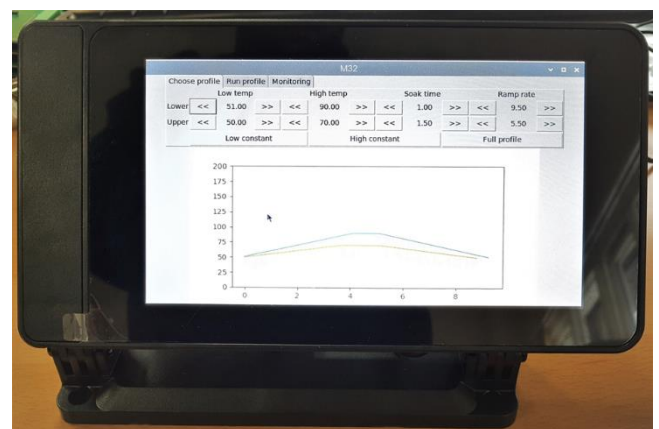 M32
Choose profile Run profile Monitoring
Low temp High temp Soak time Ramp rate
Lower << 51.00 >> << 90.00 >> << 1.00 >> << 9.50 >>
Upper << 50.00 >> << 70.00 >> << 1.50 >> << 5.50 >>
Low constant High constant Full profile
200
175
150
125
100
75
50
25
0
0 2 4 6 8